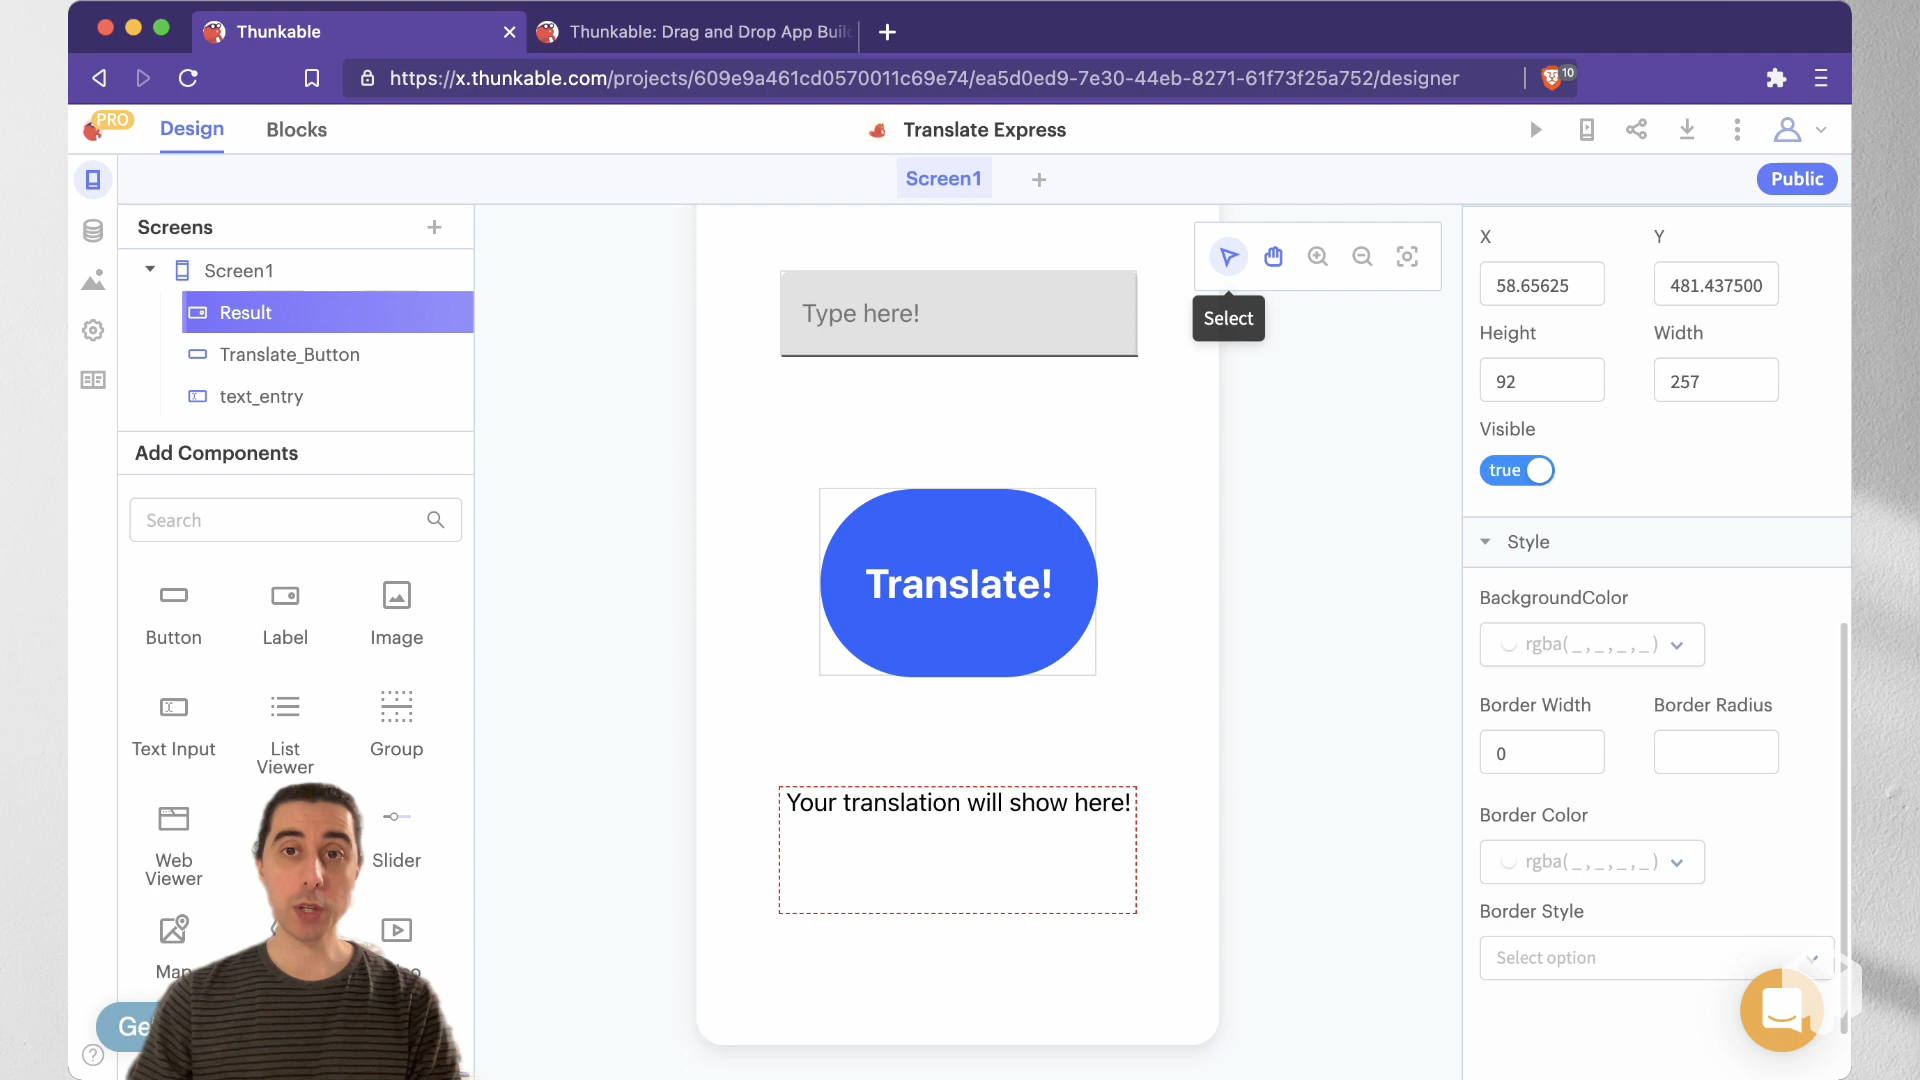 Thunkable
Thunkable: Drag and Drop App Buil
https://x.thunkable.com/projects/609e9a461cd0570011c69e74/ea5d0ed9-7e30-44eb-8271-61f73f25a752/designer
10
PRO
Design
Blocks
Translate Express
Screen1
Public
Screens
Screen1
Result
Translate_Button
text_entry
Add Components
Search
Button
Label
Image
Text Input
List
Viewer
Group
Web
Viewer
Slider
Map
Ge
?
Type here!
Translate!
Your translation will show here!
Select
X
Y
58.65625
481.437500
Height
Width
92
257
Visible
true
Style
BackgroundColor
rgba( _ , _ , _ , _ )
Border Width
Border Radius
0
Border Color
rgba( _ , _ , _ , _ )
Border Style
Select option